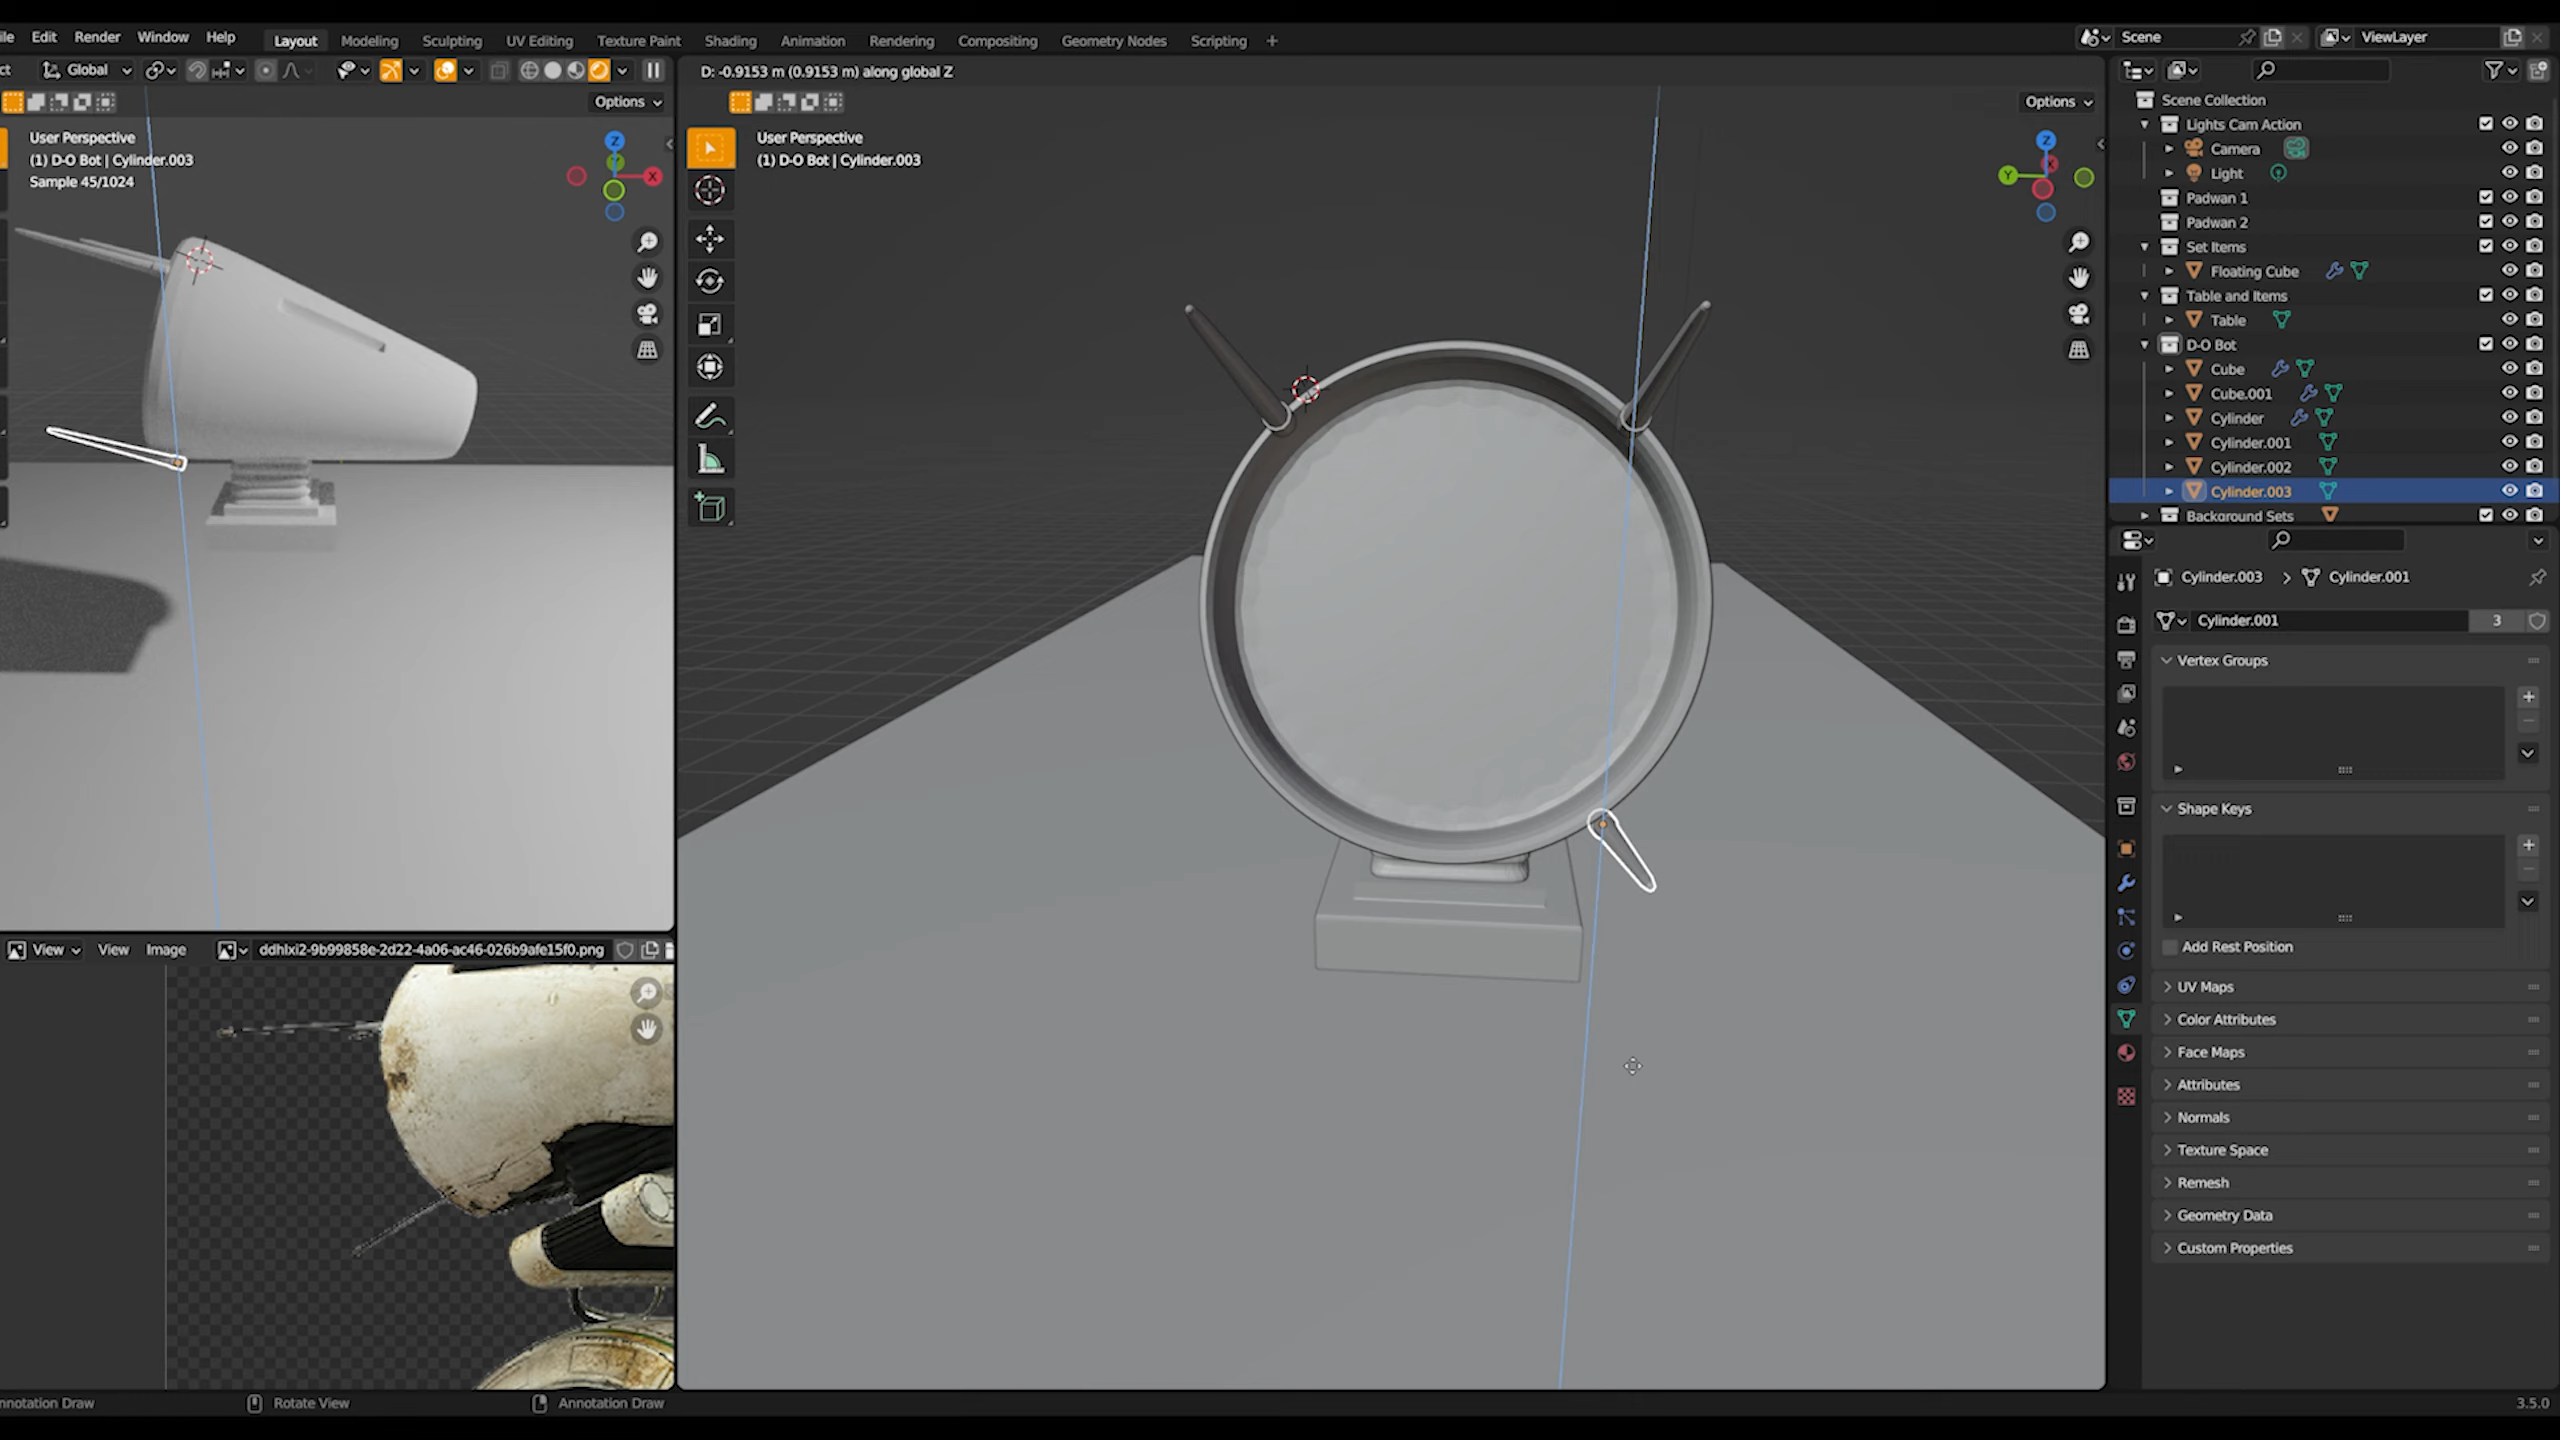 ile Edit Render Window Help Layout Modeling Sculpting UV Editing Texture Paint Shading Animation Rendering Compositing Geometry Nodes Scripting + Scene ViewLayer
ct Global
D: -0.9153 m (0.9153 m) along global Z
Options
User Perspective
(1) D-O Bot | Cylinder.003
Sample 45/1024
Z
X
Options
User Perspective
(1) D-O Bot | Cylinder.003
Z
X
Y
Scene Collection
Lights Cam Action
Camera
Light
Padwan 1
Padwan 2
Set Items
Floating Cube
Table and Items
Table
D-O Bot
Cube
Cube.001
Cylinder
Cylinder.001
Cylinder.002
Cylinder.003
Background Sets
Cylinder.003 > Cylinder.001
Cylinder.001 3
Vertex Groups
Shape Keys
Add Rest Position
UV Maps
Color Attributes
Face Maps
Attributes
Normals
Texture Space
Remesh
Geometry Data
Custom Properties
View View Image ddhlxi2-9b99858e-2d22-4a06-ac46-026b9afe15f0.png
nnotation Draw Rotate View Annotation Draw 3.5.0